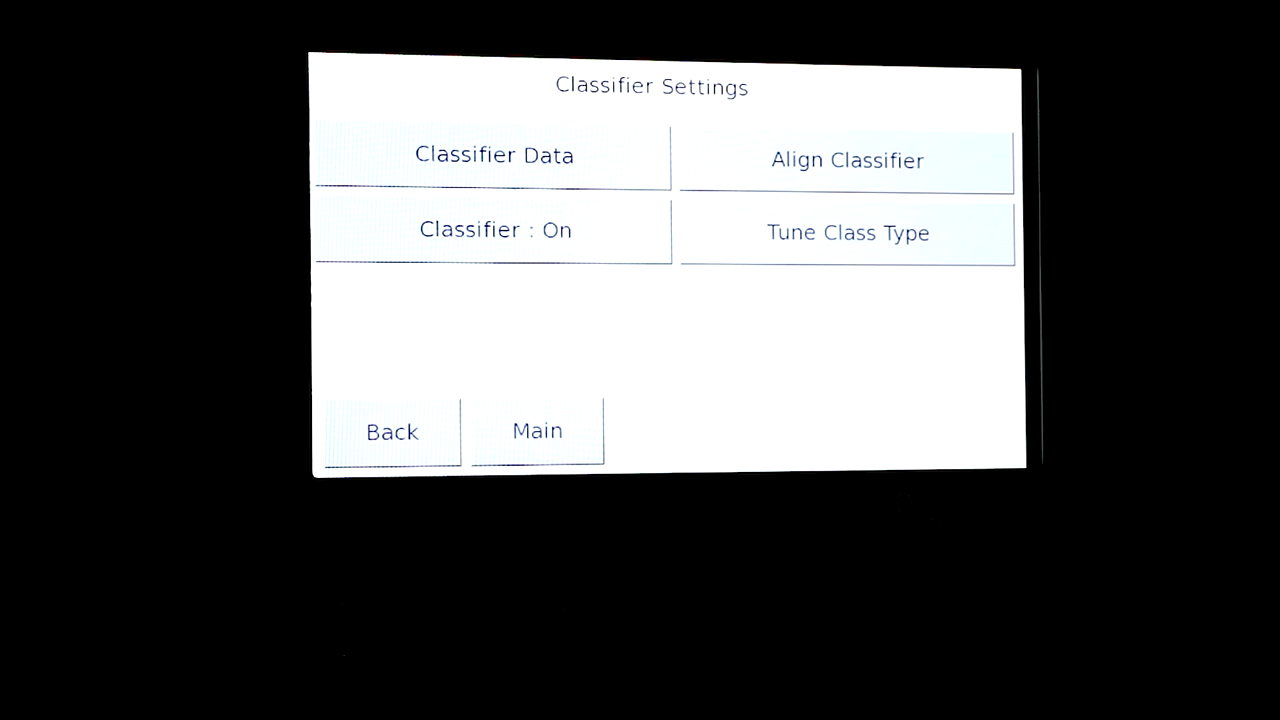 Classifier Settings
Classifier Data
Align Classifier
Classifier : On
Tune Class Type
Back
Main